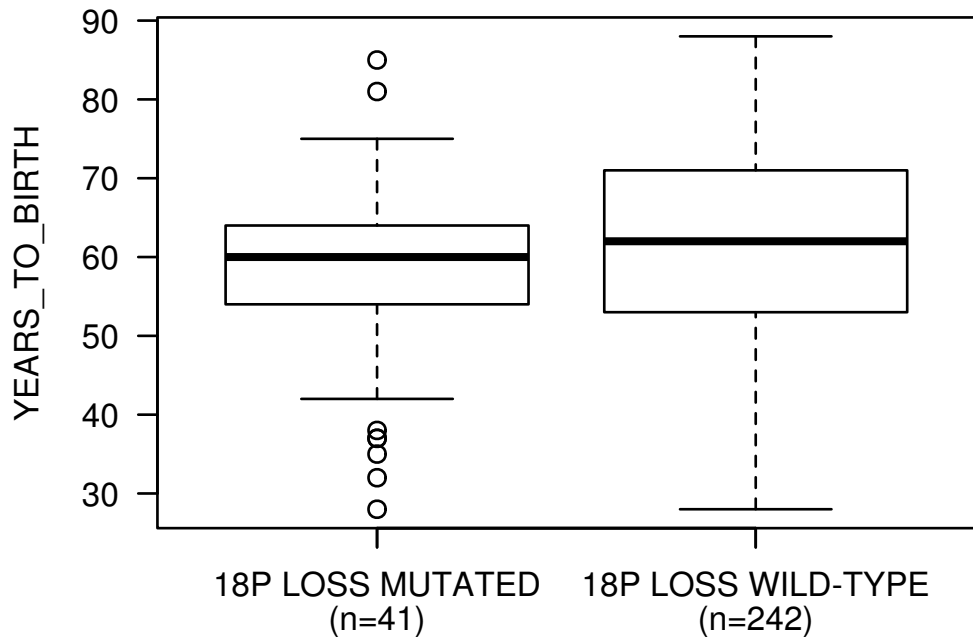 YEARS_TO_BIRTH
90
80
70
60
50
40
30
18P LOSS MUTATED
(n=41)
18P LOSS WILD-TYPE
(n=242)